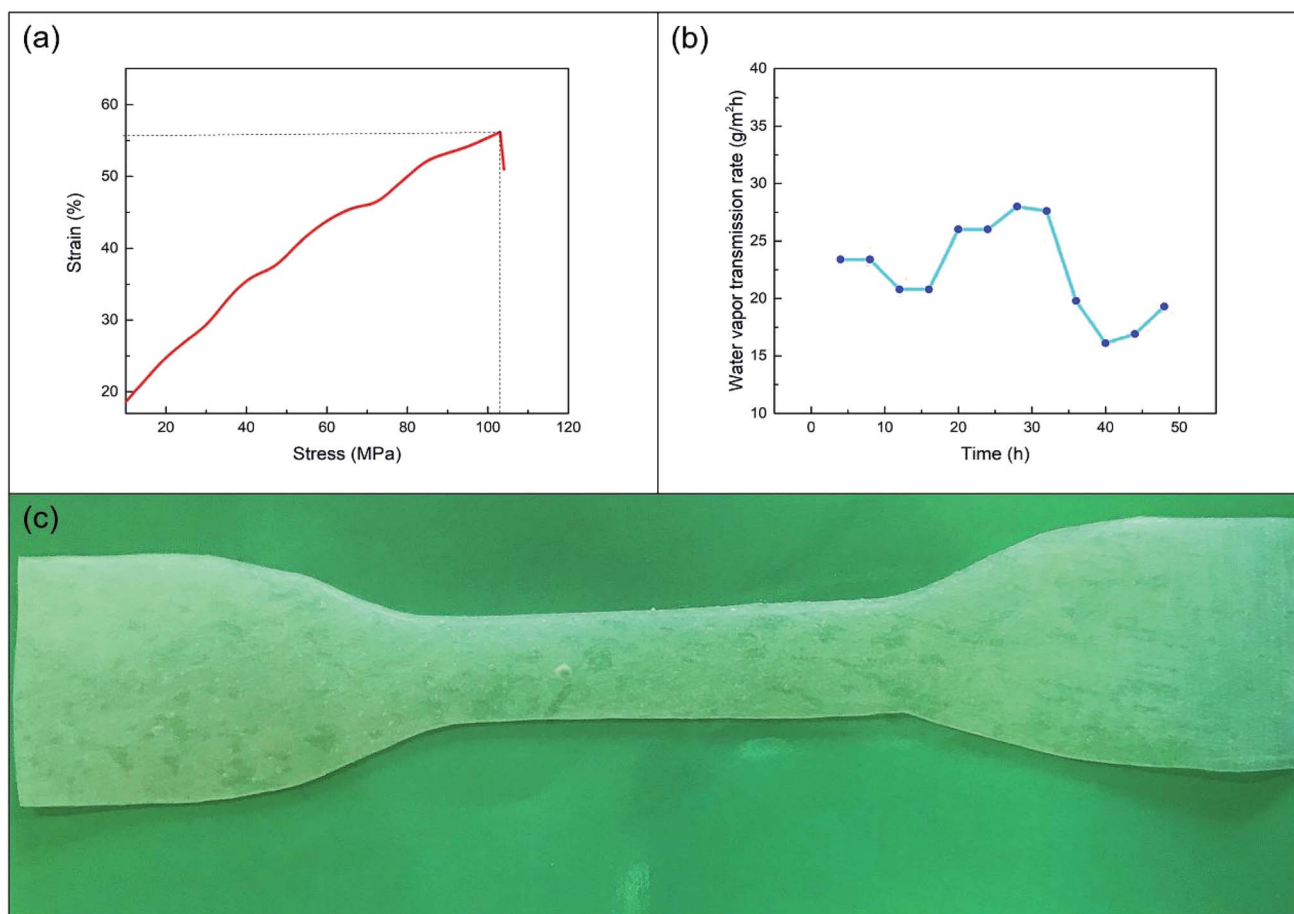 (a)
60
50
40
30
20
Strain (%)
20 40 60 80 100 120
Stress (MPa)
(b)
40
35
30
25
20
15
10
Water vapor transmission rate (g/m²h)
0 10 20 30 40 50
Time (h)
(c)